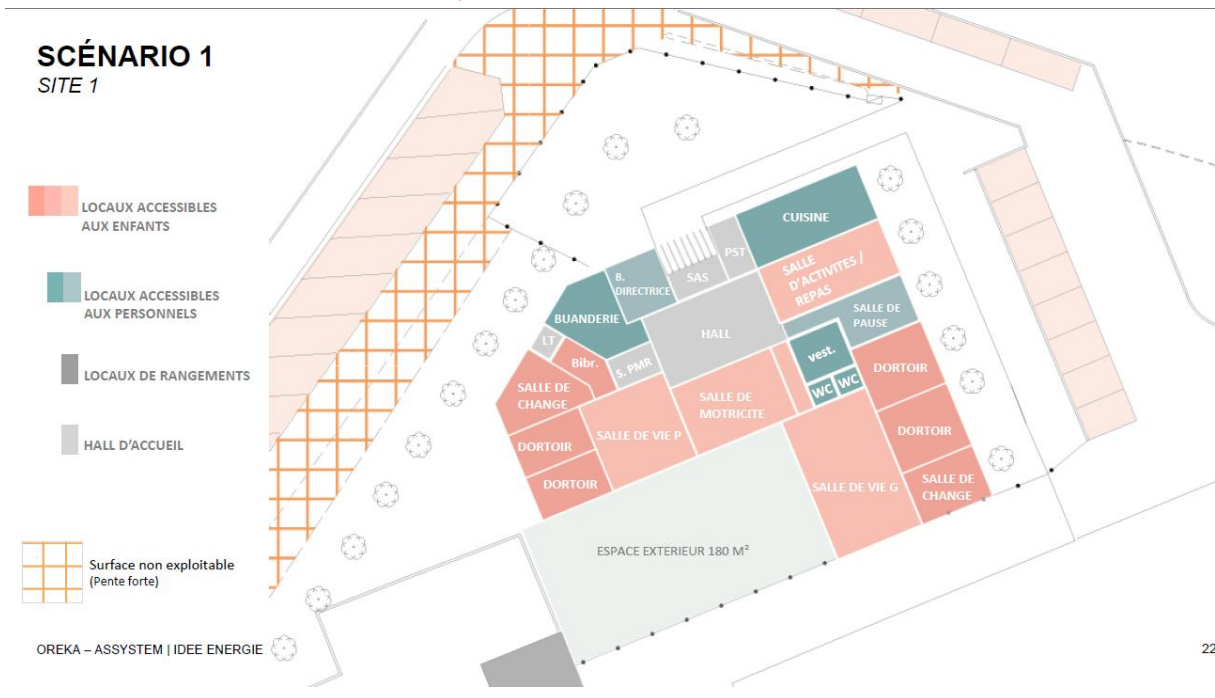 SCÉNARIO 1
SITE 1
LOCAUX ACCESSIBLES
AUX ENFANTS
LOCAUX ACCESSIBLES
AUX PERSONNELS
LOCAUX DE RANGEMENTS
HALL D'ACCUEIL
Surface non exploitable
(Pente forte)
CUISINE
PST
SAS
SALLE
D'ACTIVITES /
REPAS
B.
DIRECTRICE
BUANDERIE
HALL
SALLE DE
PAUSE
LT
Bibr.
S. PMR
vest.
WC
WC
DORTOIR
SALLE DE
CHANGE
SALLE DE
MOTRICITE
SALLE DE VIE P
DORTOIR
DORTOIR
DORTOIR
SALLE DE VIE G
SALLE DE
CHANGE
ESPACE EXTERIEUR 180 M²
OREKA – ASSYSTEM | IDEE ENERGIE
22